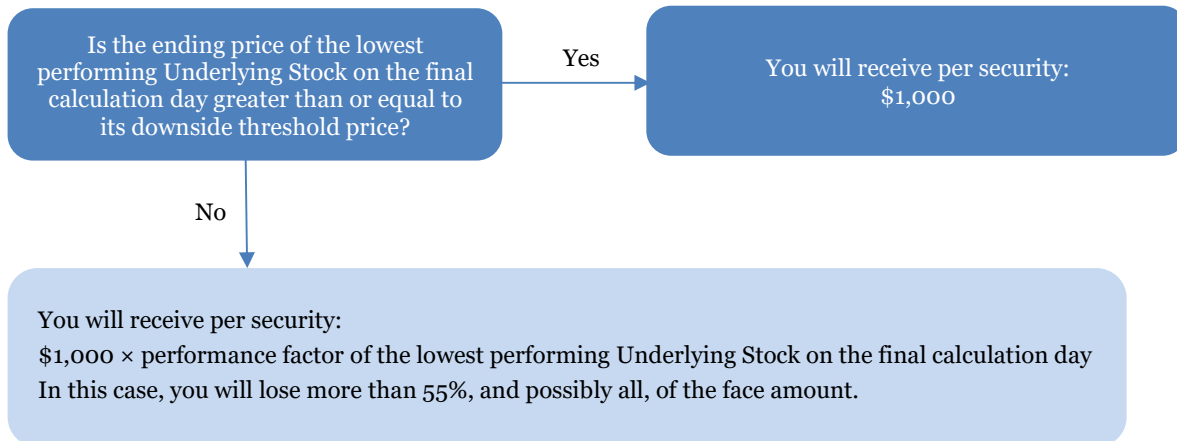 Is the ending price of the lowest
performing Underlying Stock on the final
calculation day greater than or equal to
its downside threshold price?
Yes
You will receive per security:
$1,000
No
You will receive per security:
$1,000 × performance factor of the lowest performing Underlying Stock on the final calculation day
In this case, you will lose more than 55%, and possibly all, of the face amount.